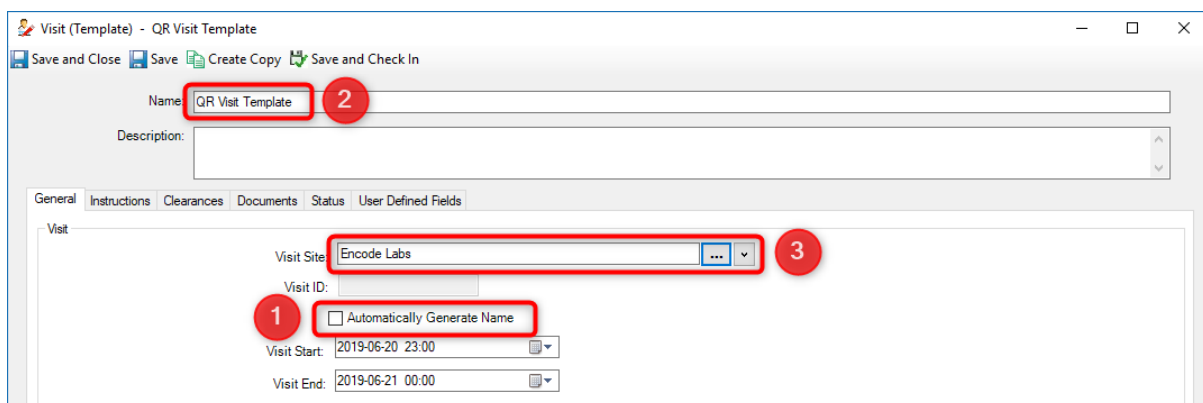 Visit (Template) - QR Visit Template
Save and Close Save Create Copy Save and Check In
Name: QR Visit Template 2
Description:
General Instructions Clearances Documents Status User Defined Fields
Visit
Visit Site: Encode Labs ... 3
Visit ID:
1 Automatically Generate Name
Visit Start: 2019-06-20 23:00
Visit End: 2019-06-21 00:00